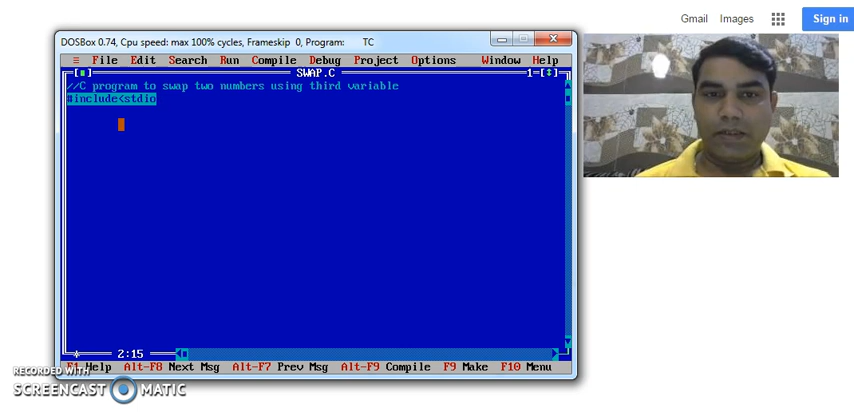 Gmail Images Sign in
DOSBox 0.74, Cpu speed: max 100% cycles, Frameskip 0, Program: TC
≡ File Edit Search Run Compile Debug Project Options Window Help
[■] SWAP.C 1=[↕]
//C program to swap two numbers using third variable
#include<stdio
2:15
F1 Help Alt-F8 Next Msg Alt-F7 Prev Msg Alt-F9 Compile F9 Make F10 Menu
RECORDED WITH
SCREENCAST MATIC